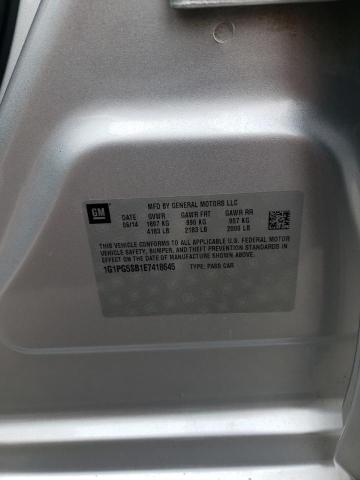 GM
MFD BY GENERAL MOTORS LLC
DATE GVWR GAWR FRT GAWR RR
05/14 1897 KG 990 KG 907 KG
4183 LB 2183 LB 2000 LB
THIS VEHICLE CONFORMS TO ALL APPLICABLE U.S. FEDERAL MOTOR
VEHICLE SAFETY, BUMPER, AND THEFT PREVENTION STANDARDS
IN EFFECT ON THE DATE OF MANUFACTURE SHOWN ABOVE.
1G1PG5SB1E7418645 TYPE: PASS CAR